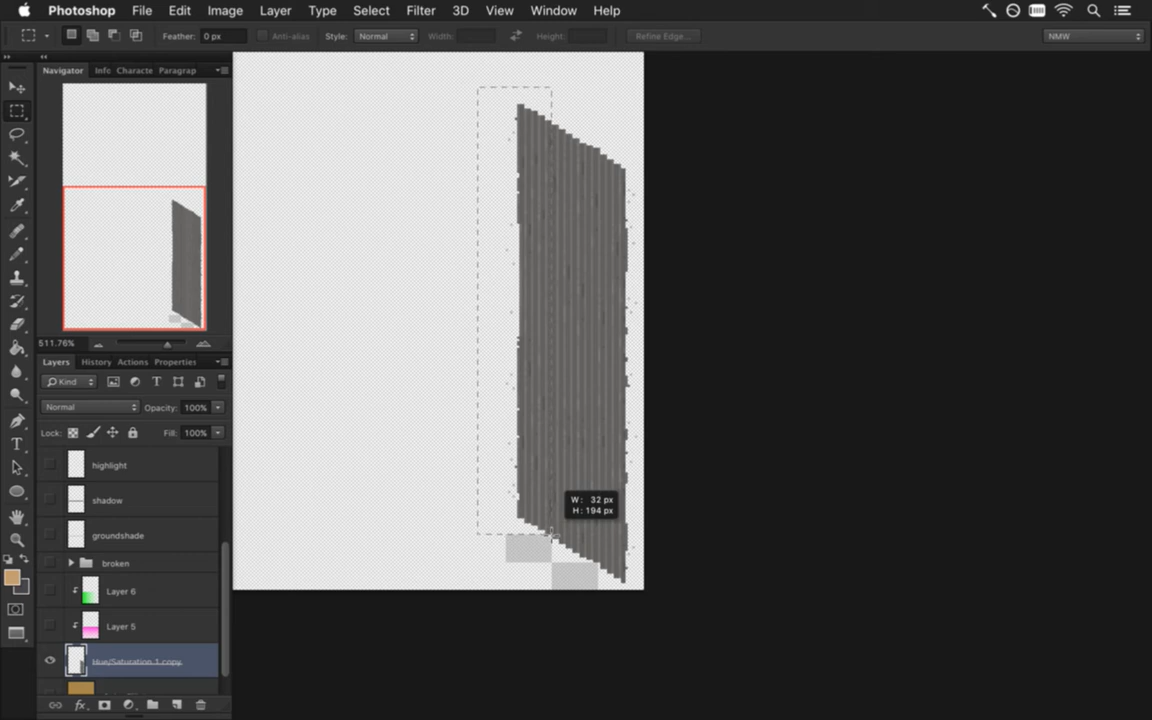 Photoshop File Edit Image Layer Type Select Filter 3D View Window Help
Feather: 0 px Anti-alias Style: Normal Width: Height: Refine Edge... NMW
Navigator Info Characte Paragrap
511.76%
Layers History Actions Properties
Kind
Normal Opacity: 100%
Lock: Fill: 100%
highlight
shadow
groundshade
broken
Layer 6
Layer 5
Hue/Saturation 1 copy
fx
W: 32 px
H: 194 px